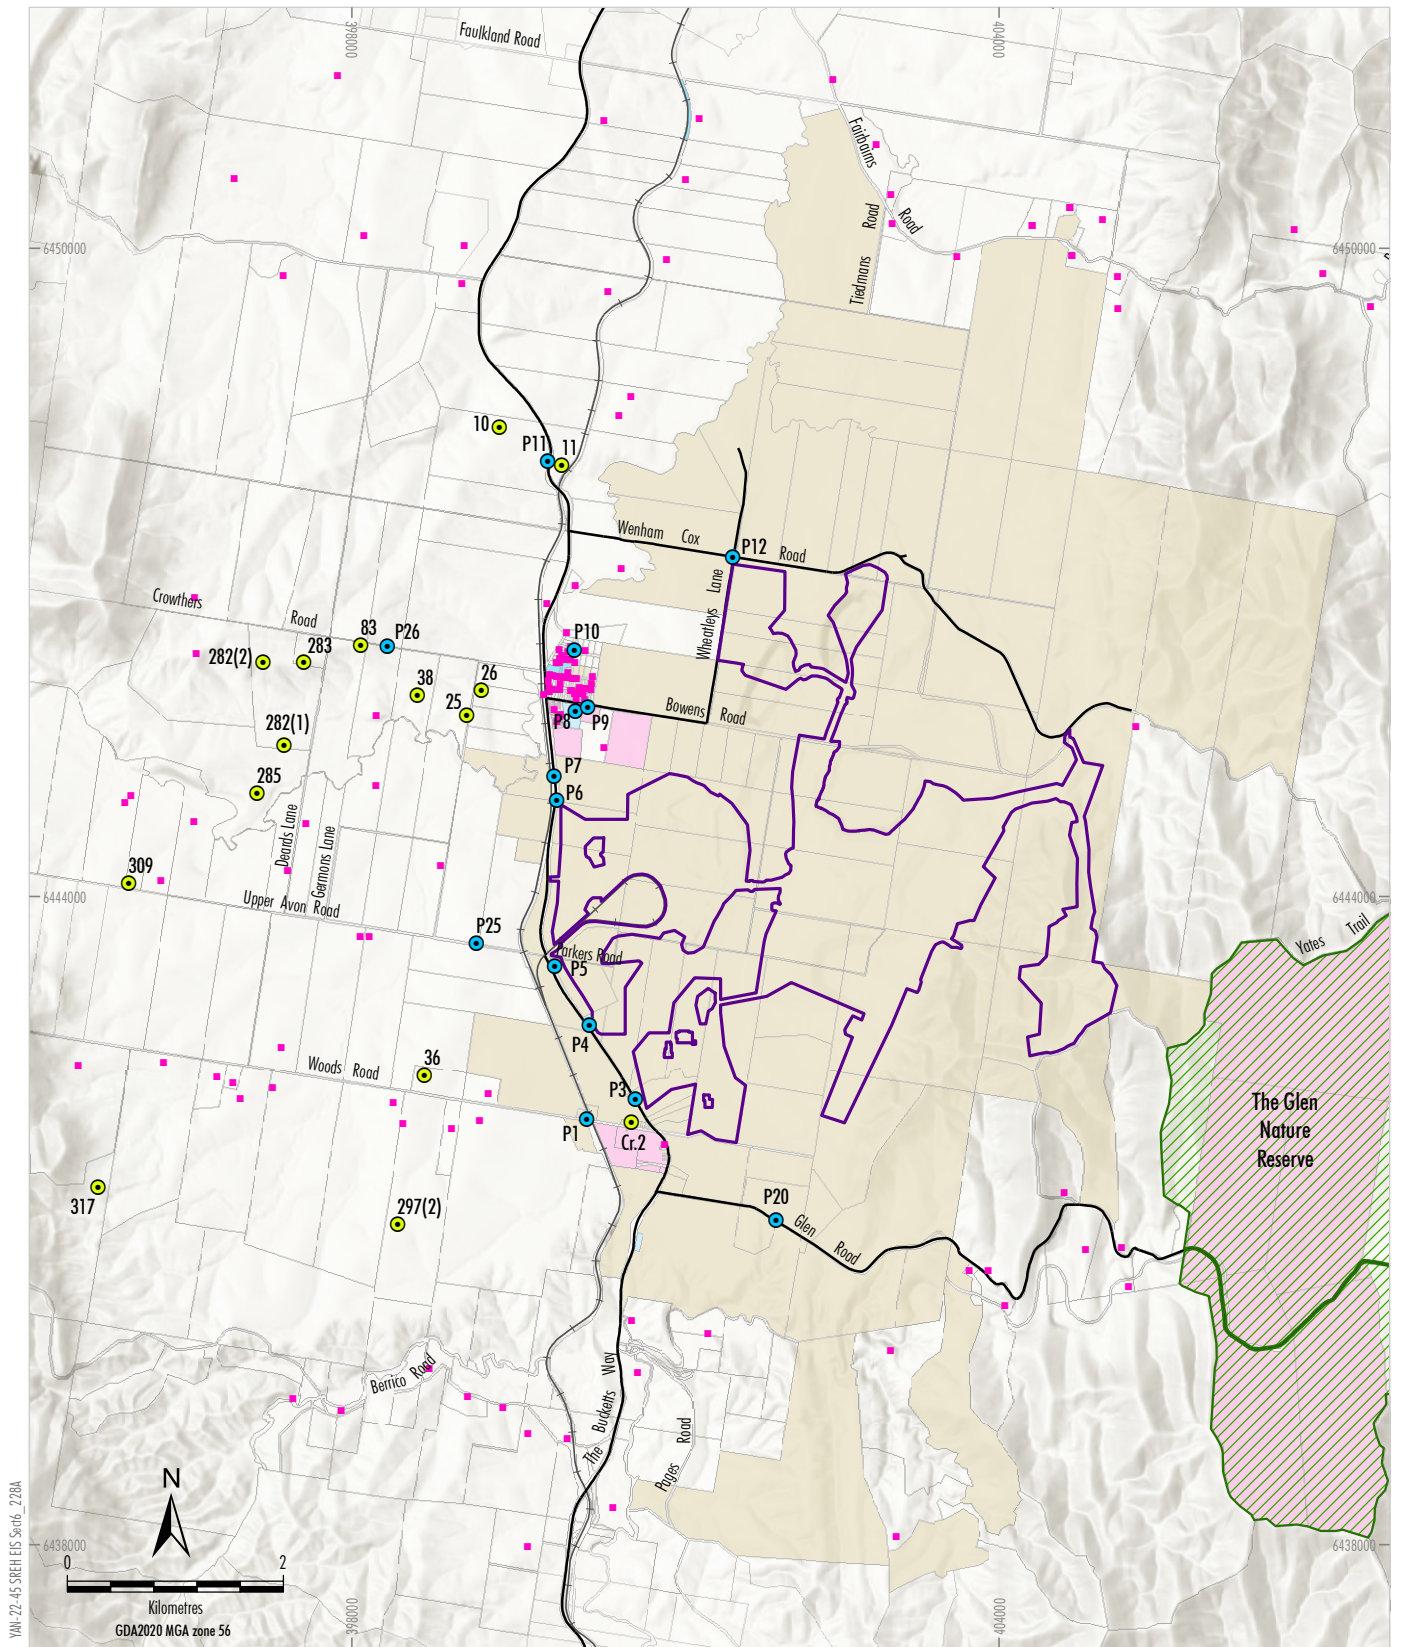 Faulkland Road
398000
404000
Fairbairns
Road
Tiedmans Road
6450000
6450000
10
P11
11
Wenham Cox Road
P12
Wheatleys Lane
Crowthers Road
83
P26
282(2)
283
P10
38
26
25
P8
P9
Bowens Road
282(1)
P7
285
P6
Deards Lane
Germons Lane
309
Upper Avon Road
6444000
6444000
P25
Parkers Road
P5
Yates Trail
P4
Woods Road
36
P3
P1
Cr.2
The Glen
Nature
Reserve
317
297(2)
P20
Glen Road
Berrico Road
The Bucketts Way
Pages Road
N
6438000
6438000
0 2
Kilometres
GDA2020 MGA zone 56
398000
404000
YAN-22-45 SREH EIS Sect6_228A